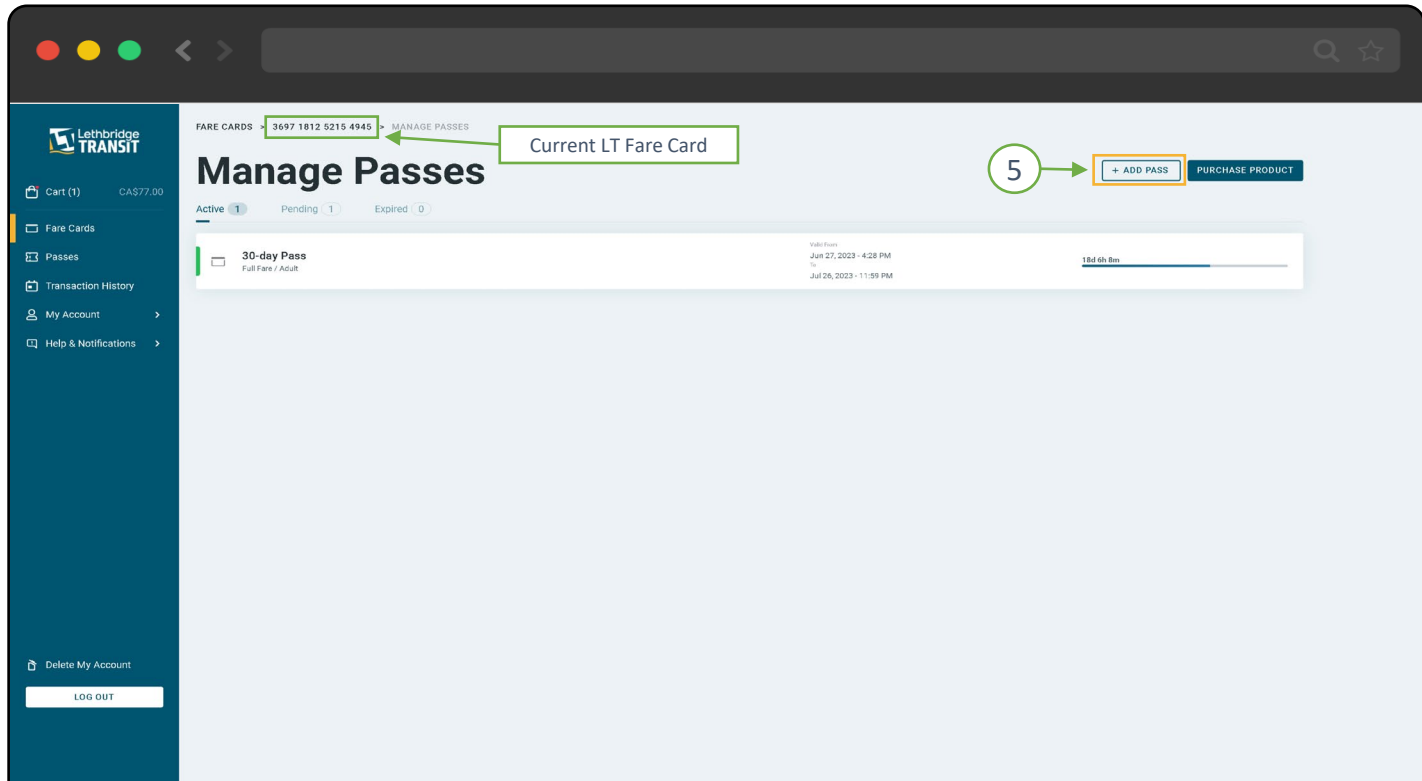 Lethbridge
TRANSIT
Cart (1) CA$77.00
Fare Cards
Passes
Transaction History
My Account
Help & Notifications
Delete My Account
LOG OUT
FARE CARDS > 3697 1812 5215 4945 > MANAGE PASSES
Current LT Fare Card
Manage Passes
5
+ ADD PASS
PURCHASE PRODUCT
Active 1 Pending 1 Expired 0
30-day Pass
Full Fare / Adult
Valid From
Jun 27, 2023 - 4:28 PM
To
Jul 26, 2023 - 11:59 PM
18d 6h 8m